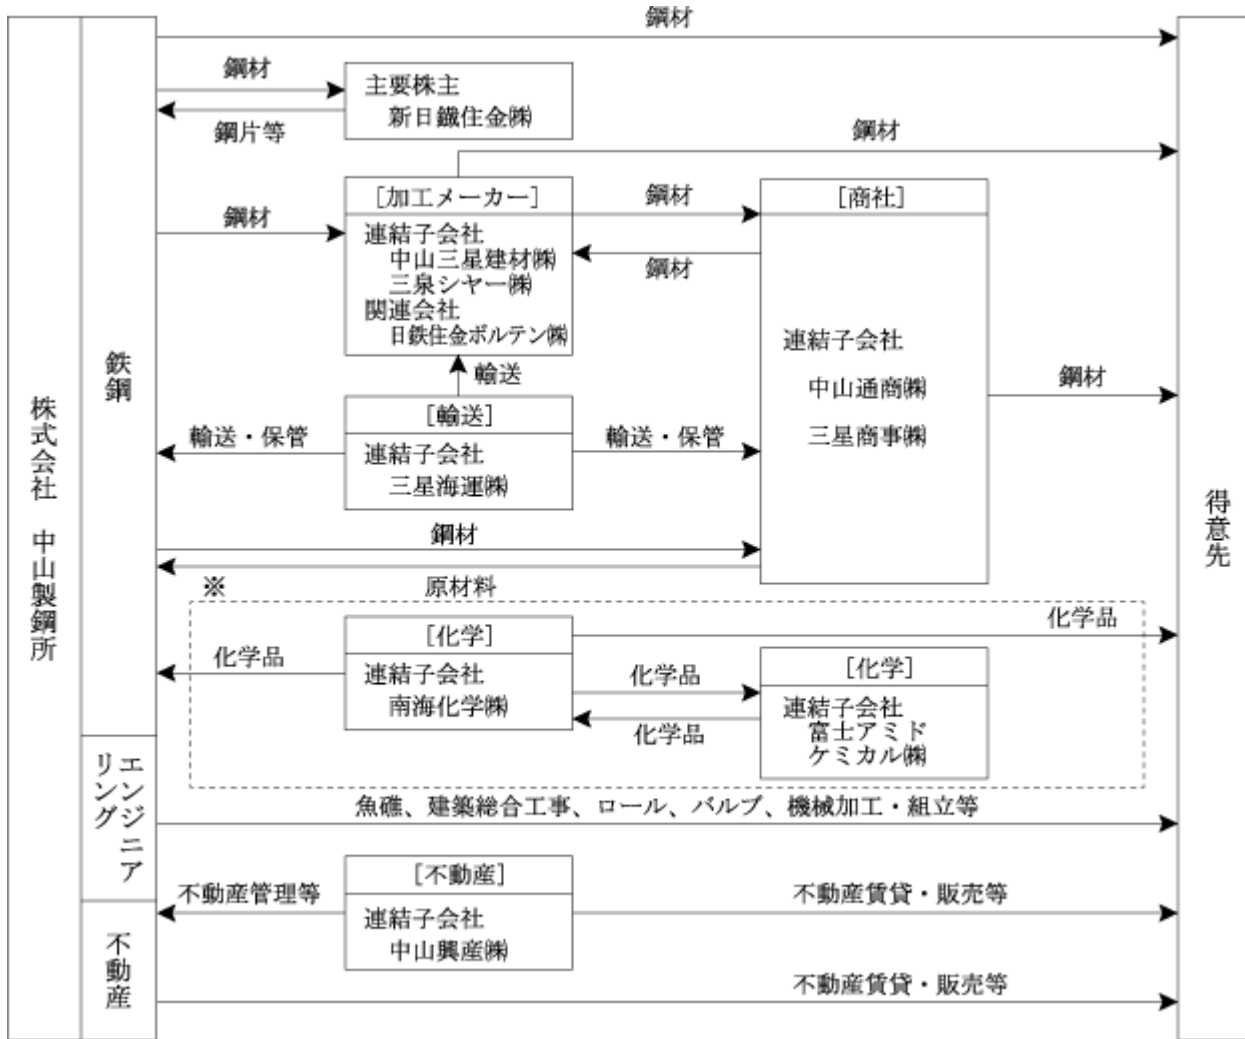 鋼材
鋼材
主要株主
新日鐵住金㈱
鋼片等
鋼材
[加工メーカー]
鋼材
[商社]
鋼材
連結子会社
中山三星建材㈱
三泉シヤー㈱
関連会社
日鉄住金ボルテン㈱
鋼材
連結子会社
中山通商㈱
三星商事㈱
鋼材
輸送
[輸送]
輸送・保管
連結子会社
三星海運㈱
輸送・保管
鋼材
※
原材料
化学品
[化学]
化学品
連結子会社
南海化学㈱
化学品
化学品
[化学]
連結子会社
富士アミド
ケミカル㈱
魚礁、建築総合工事、ロール、バルブ、機械加工・組立等
[不動産]
不動産管理等
連結子会社
中山興産㈱
不動産賃貸・販売等
不動産賃貸・販売等
株式会社 中山製鋼所
鉄鋼
エンジニア
リング
不動産
得意先